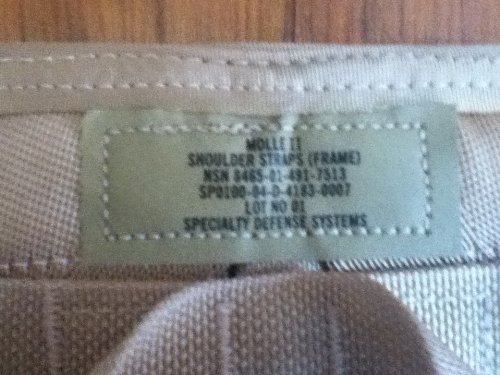 MOLLE II
SHOULDER STRAPS (FRAME)
NSN 8465-01-491-7513
SP0100-04-D-4183-0007
LOT NO 01
SPECIALTY DEFENSE SYSTEMS